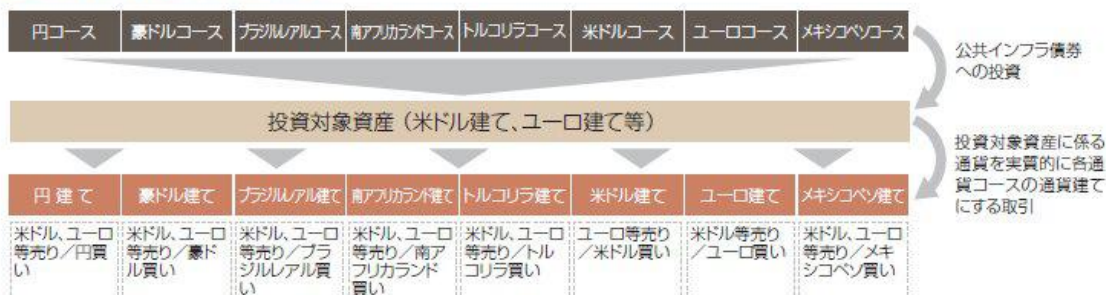 円コース 豪ドルコース ブラジルレアルコース 南アフリカランドコース トルコリラコース 米ドルコース ユーロコース メキシコペソコース
公共インフラ債券
への投資
投資対象資産（米ドル建て、ユーロ建て等）
投資対象資産に係る
通貨を実質的に各通
貨コースの通貨建て
にする取引
円建て 豪ドル建て ブラジルレアル建て 南アフリカランド建て トルコリラ建て 米ドル建て ユーロ建て メキシコペソ建て
米ドル、ユーロ
等売り／円買
い
米ドル、ユーロ
等売り／豪ド
ル買い
米ドル、ユーロ
等売り／ブラ
ジルレアル買
い
米ドル、ユーロ
等売り／南ア
フリカランド
買い
米ドル、ユーロ
等売り／トル
コリラ買い
ユーロ等売り
／米ドル買い
米ドル等売り
／ユーロ買い
米ドル、ユーロ
等売り／メキ
シコペソ買い